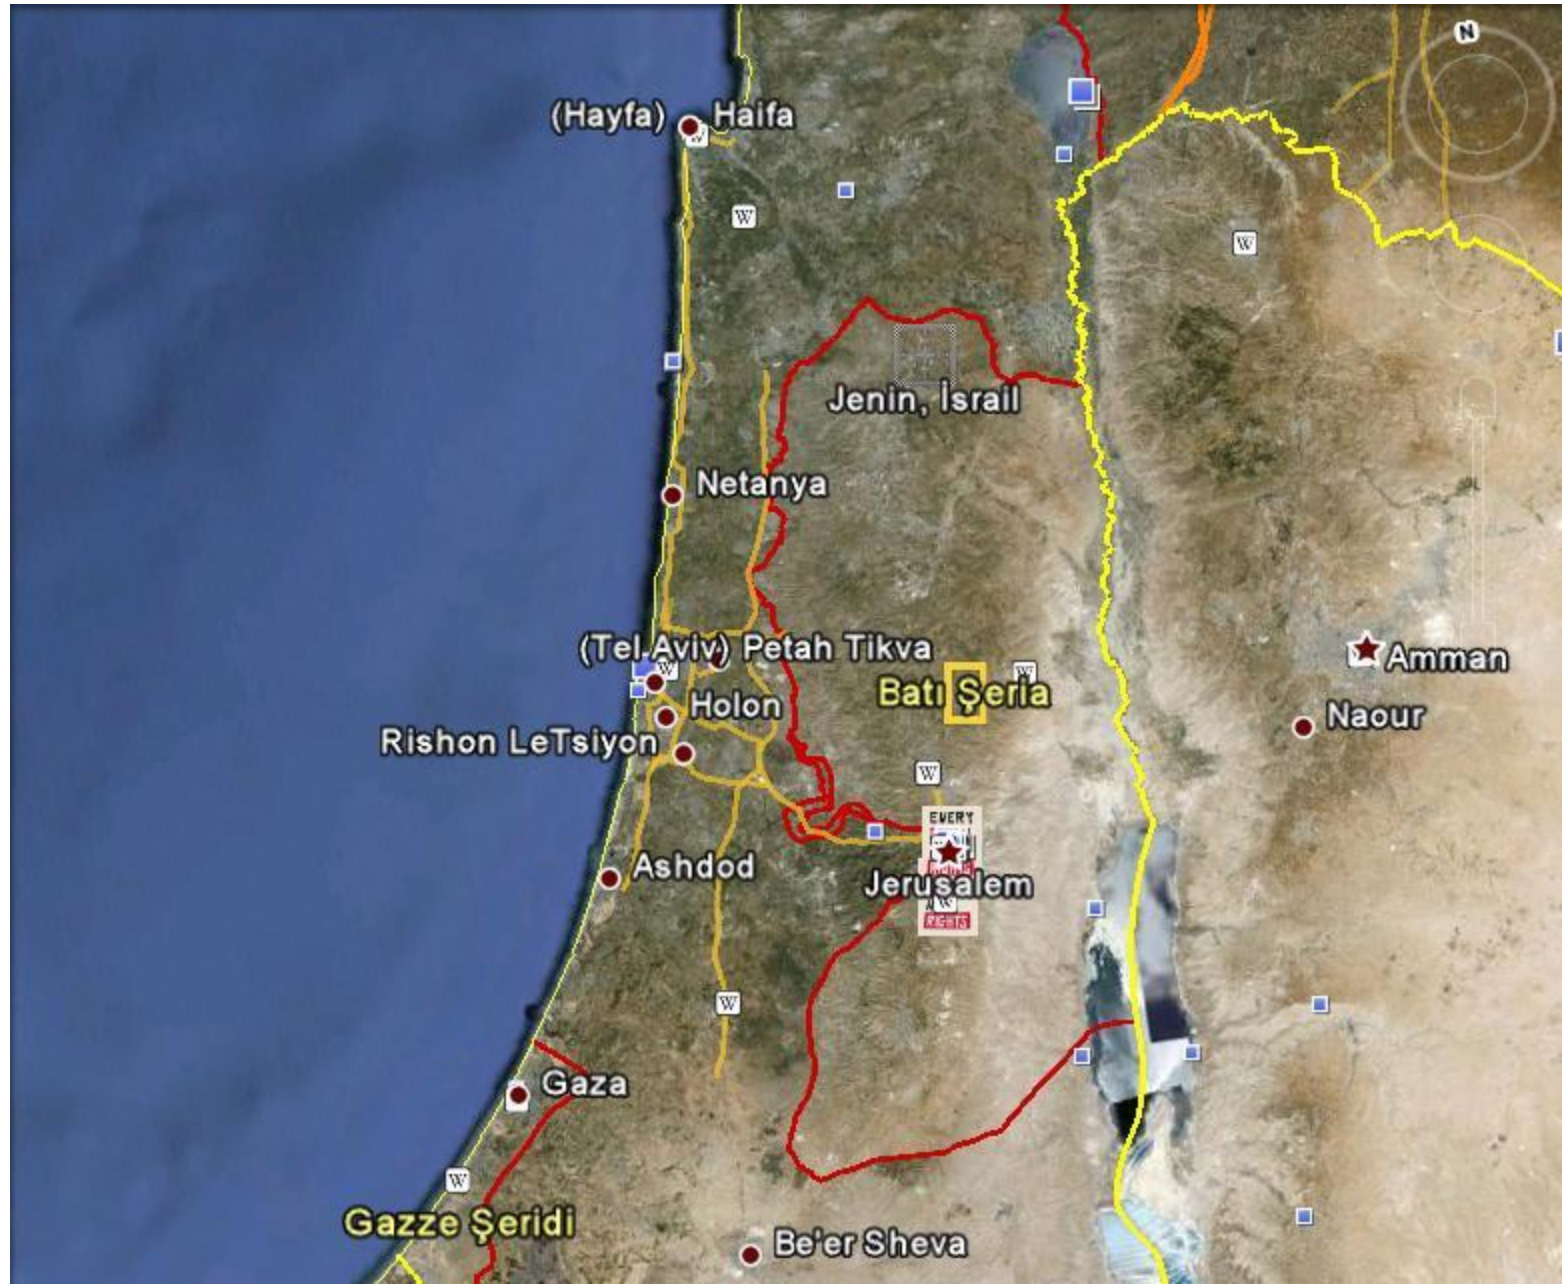 N
(Hayfa) Haifa
W
W
W
Jenin, İsrail
Netanya
(Tel Aviv) Petah Tikva
W
W
W
Amman
Batı Şeria
Holon
Naour
Rishon LeTsiyon
W
EVERY
Ashdod
Jerusalem
W
RIGHTS
W
Gaza
W
Gazze Şeridi
Be'er Sheva